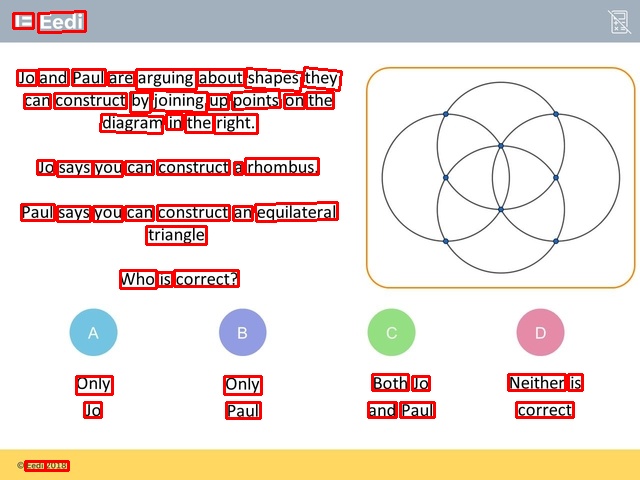 Eedi
Jo and Paul are arguing about shapes they
can construct by joining up points on the
diagram in the right.
Jo says you can construct a rhombus.
Paul says you can construct an equilateral
triangle
Who is correct?
A
B
C
D
Only
Jo
Only
Paul
Both Jo
and Paul
Neither is
correct
© Eedi 2018